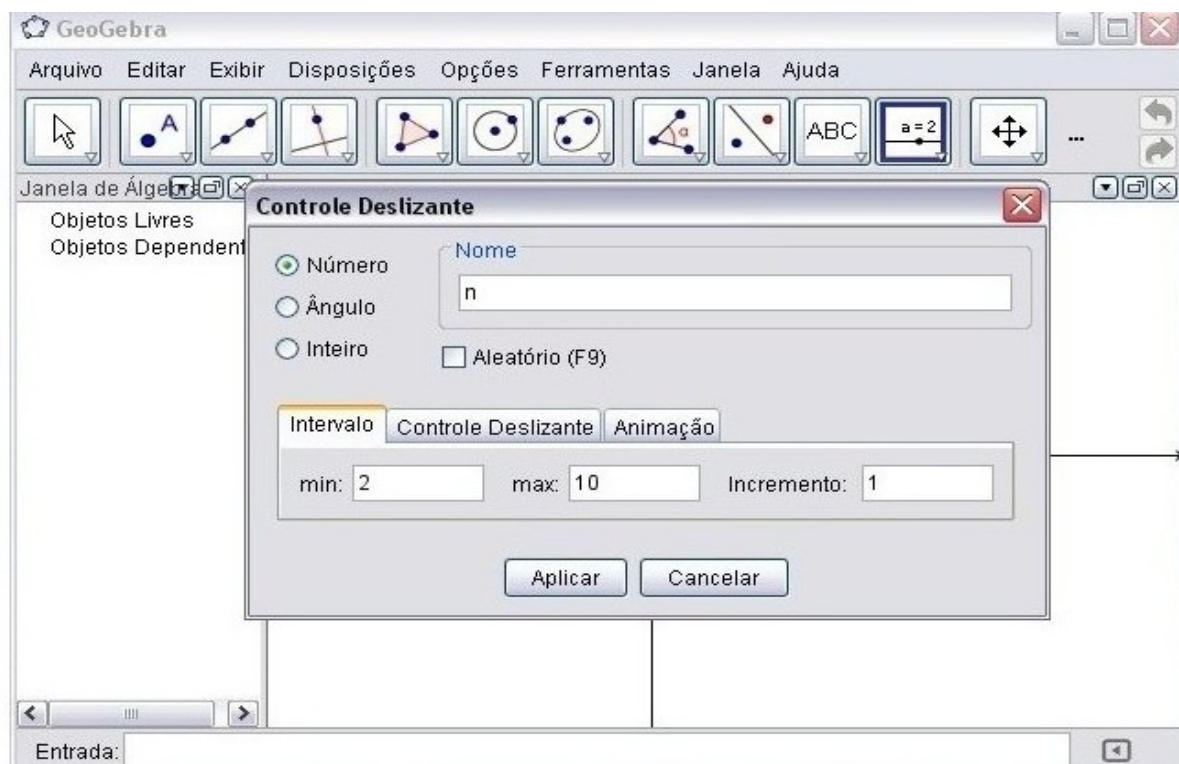 GeoGebra
Arquivo Editar Exibir Disposições Opções Ferramentas Janela Ajuda
A
α
ABC
a=2
...
Janela de Álgebra
Objetos Livres
Objetos Dependent
Controle Deslizante
Número
Ângulo
Inteiro
Nome
n
Aleatório (F9)
Intervalo Controle Deslizante Animação
min: 2 max: 10 Incremento: 1
Aplicar Cancelar
Entrada: